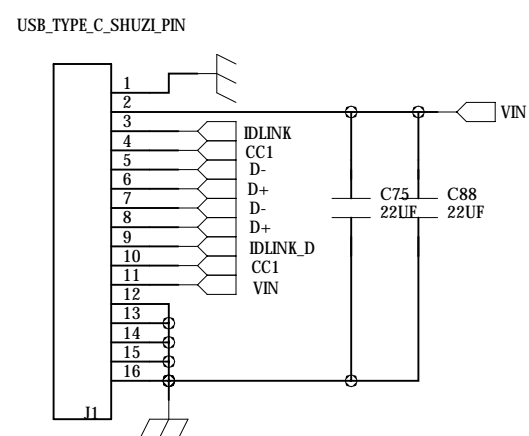 USB_TYPE_C_SHUZI_PIN
1
2
VIN
3
IDLINK
4
CC1
5
D-
6
D+
7
D-
8
D+
9
IDLINK_D
10
CC1
11
VIN
12
13
14
15
16
C75
22UF
C88
22UF
J1